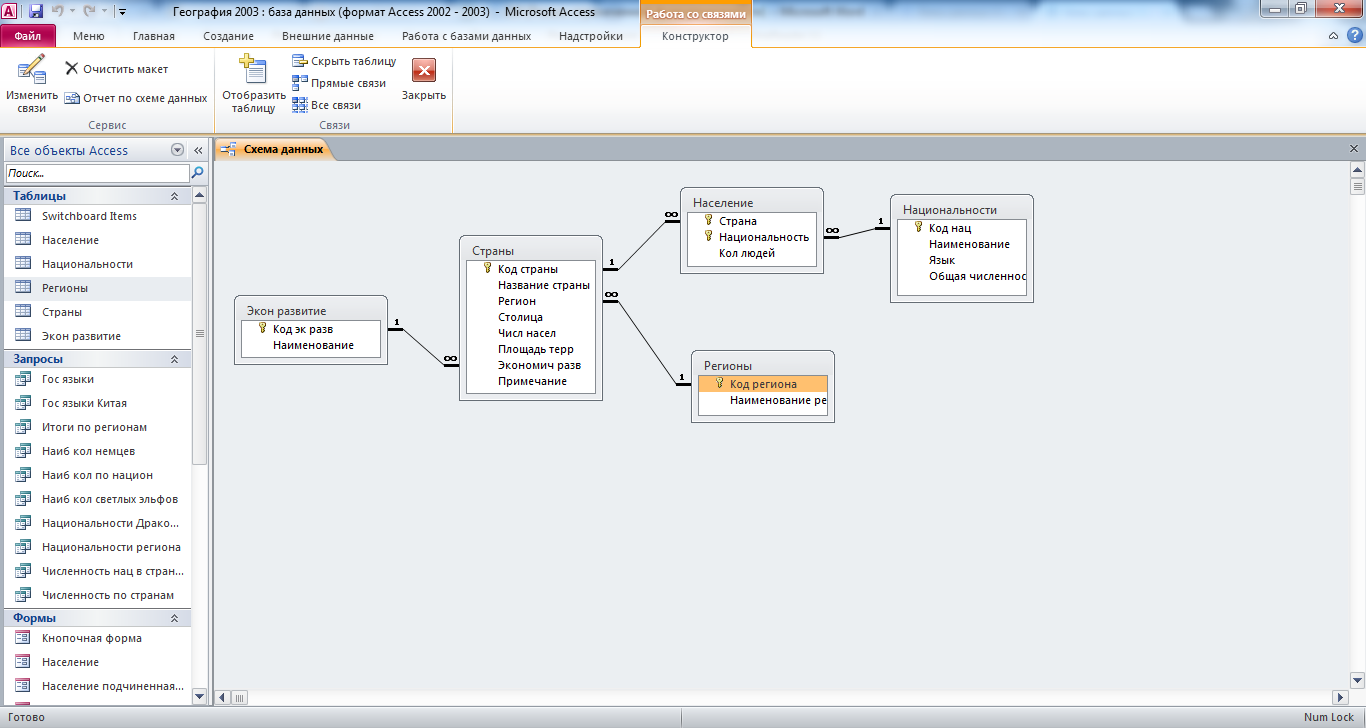 География 2003 : база данных (формат Access 2002 - 2003) - Microsoft Access
Работа со связями
Файл
Меню
Главная
Создание
Внешние данные
Работа с базами данных
Надстройки
Конструктор
Изменить связи
Очистить макет
Отчет по схеме данных
Сервис
Отобразить таблицу
Скрыть таблицу
Прямые связи
Все связи
Связи
Закрыть
Все объекты Access
Поиск...
Таблицы
Switchboard Items
Население
Национальности
Регионы
Страны
Экон развитие
Запросы
Гос языки
Гос языки Китая
Итоги по регионам
Наиб кол немцев
Наиб кол по национ
Наиб кол светлых эльфов
Национальности Драко...
Национальности региона
Численность нац в стран...
Численность по странам
Формы
Кнопочная форма
Население
Население подчиненная...
Схема данных
Экон развитие
Код эк разв
Наименование
1
∞
Страны
Код страны
Название страны
Регион
Столица
Числ насел
Площадь терр
Экономич разв
Примечание
1
∞
∞
1
Население
Страна
Национальность
Кол людей
∞
1
Национальности
Код нац
Наименование
Язык
Общая численнос
Регионы
Код региона
Наименование ре
Готово
Num Lock